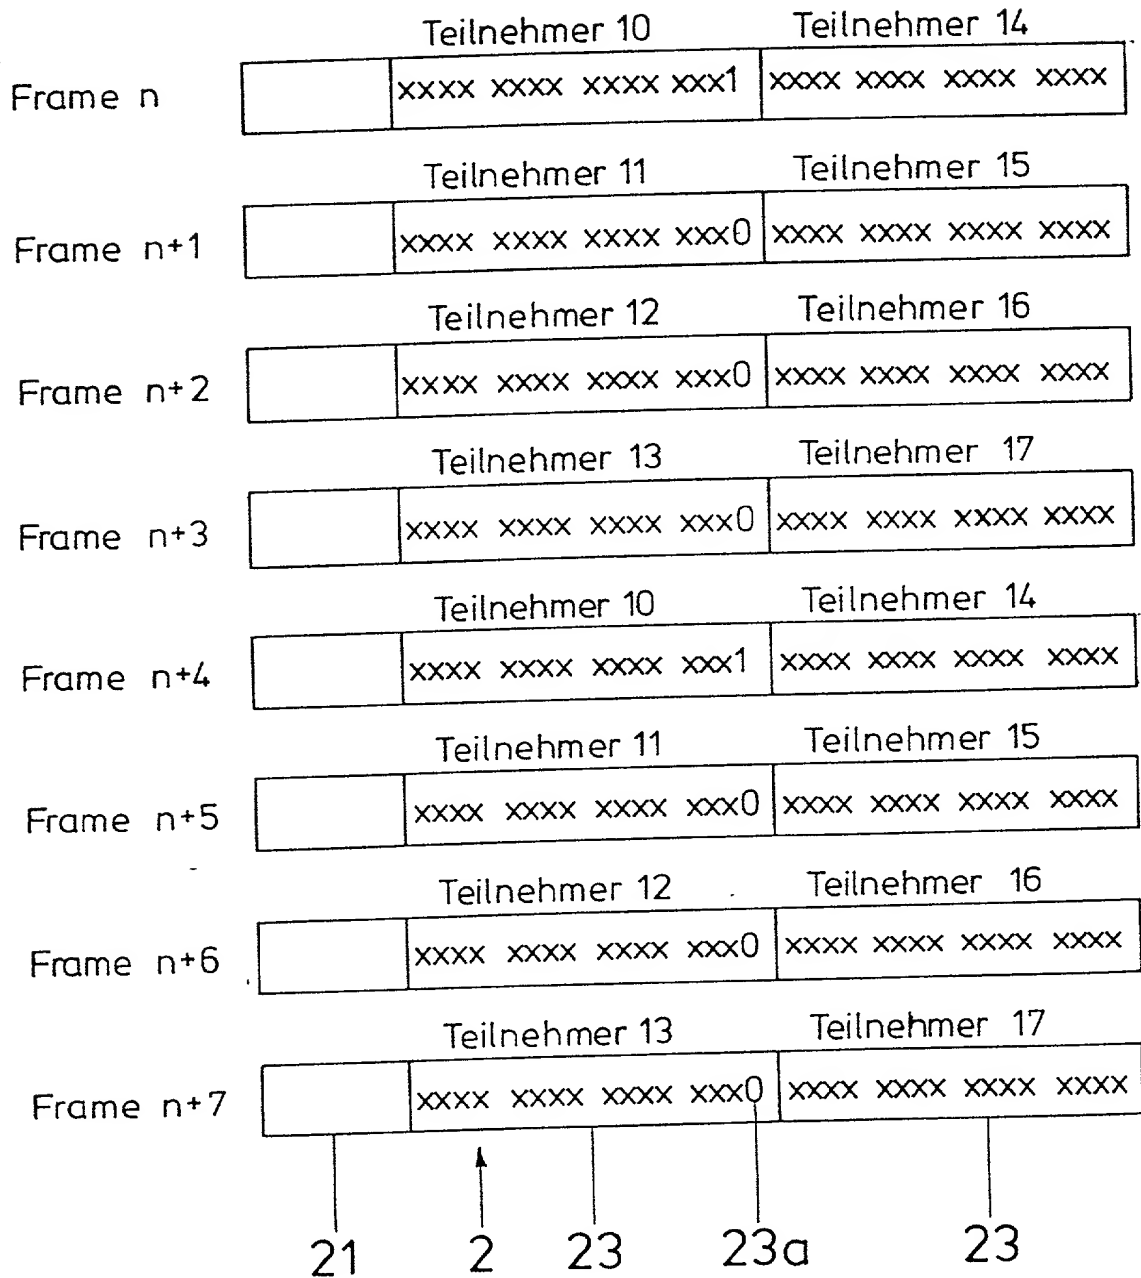 Teilnehmer 10 Teilnehmer 14
Frame n xxxx xxxx xxxx xxx1 xxxx xxxx xxxx xxxx
Teilnehmer 11 Teilnehmer 15
Frame n+1 xxxx xxxx xxxx xxx0 xxxx xxxx xxxx xxxx
Teilnehmer 12 Teilnehmer 16
Frame n+2 xxxx xxxx xxxx xxx0 xxxx xxxx xxxx xxxx
Teilnehmer 13 Teilnehmer 17
Frame n+3 xxxx xxxx xxxx xxx0 xxxx xxxx xxxx xxxx
Teilnehmer 10 Teilnehmer 14
Frame n+4 xxxx xxxx xxxx xxx1 xxxx xxxx xxxx xxxx
Teilnehmer 11 Teilnehmer 15
Frame n+5 xxxx xxxx xxxx xxx0 xxxx xxxx xxxx xxxx
Teilnehmer 12 Teilnehmer 16
Frame n+6 xxxx xxxx xxxx xxx0 xxxx xxxx xxxx xxxx
Teilnehmer 13 Teilnehmer 17
Frame n+7 xxxx xxxx xxxx xxx0 xxxx xxxx xxxx xxxx
21 2 23 23a 23